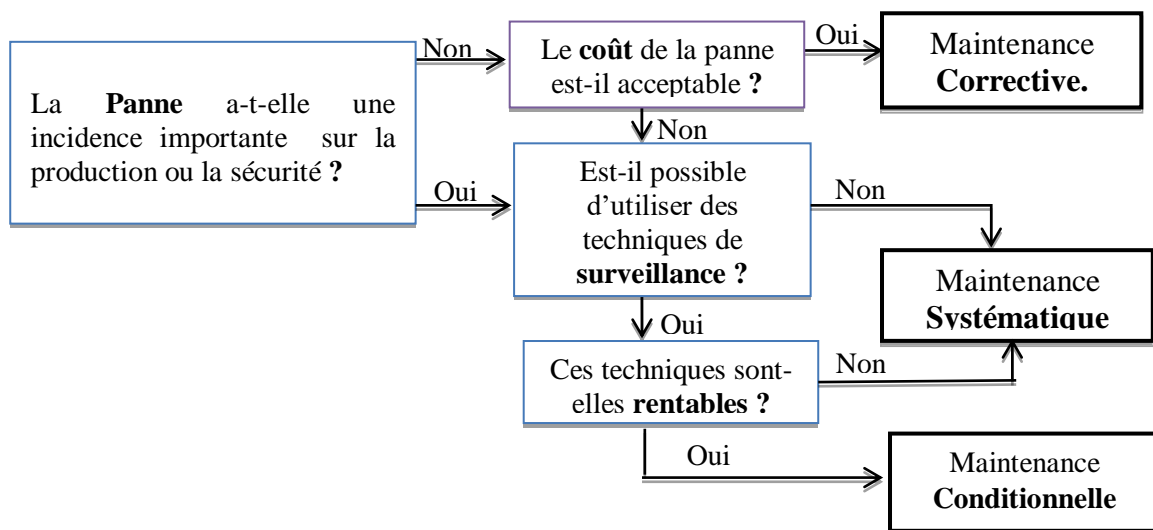 La Panne a-t-elle une
incidence importante sur la
production ou la sécurité ?
Non
Le coût de la panne
est-il acceptable ?
Oui
Maintenance
Corrective.
Non
Oui
Est-il possible
d’utiliser des
techniques de
surveillance ?
Non
Maintenance
Systématique
Oui
Ces techniques sont-
elles rentables ?
Non
Oui
Maintenance
Conditionnelle